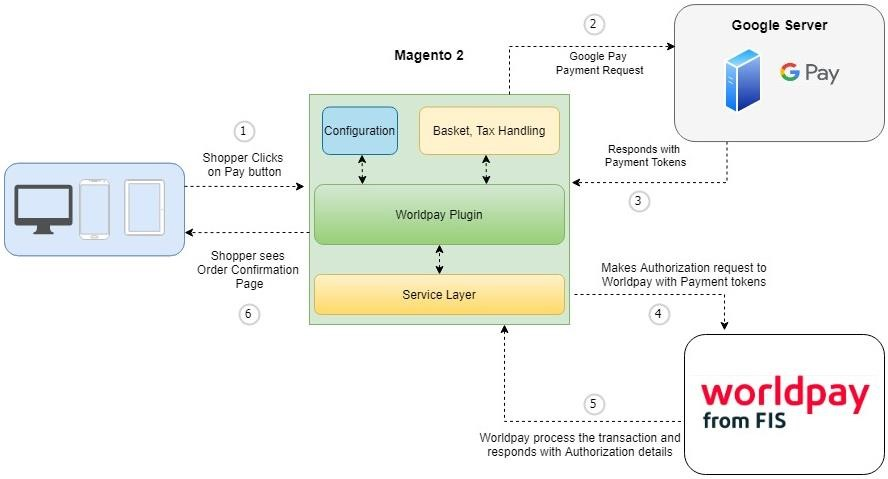 2
Google Server
Google Pay
Payment Request
G Pay
Magento 2
Configuration
Basket, Tax Handling
1
Shopper Clicks
on Pay button
Responds with
Payment Tokens
3
Worldpay Plugin
Shopper sees
Order Confirmation
Page
6
Service Layer
Makes Authorization request to
Worldpay with Payment tokens
4
worldpay
from FIS
5
Worldpay process the transaction and
responds with Authorization details